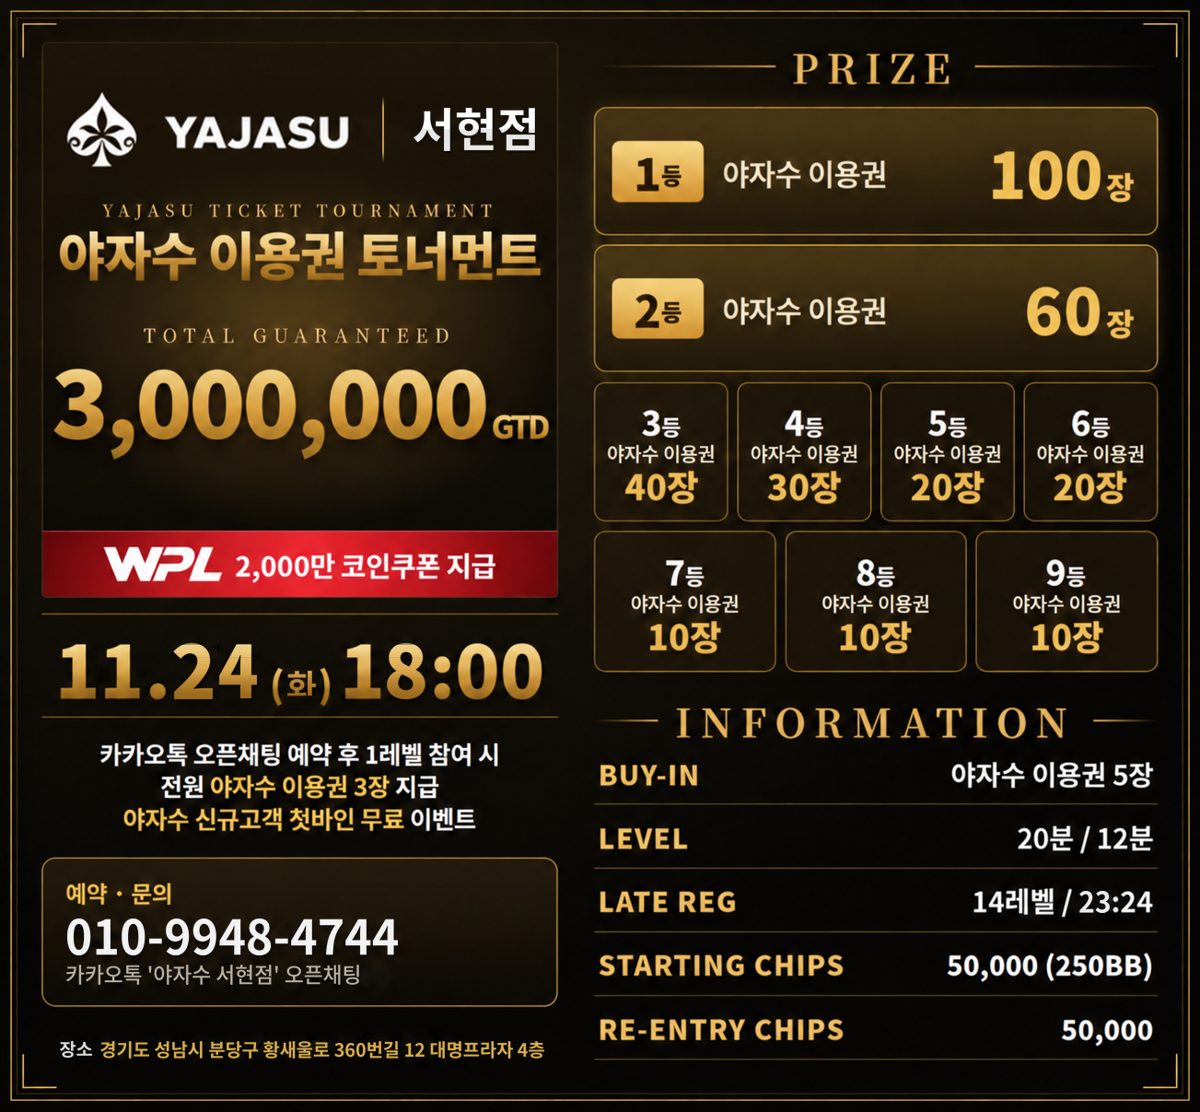 YAJASU | 서현점
YAJASU TICKET TOURNAMENT
야자수 이용권 토너먼트
TOTAL GUARANTEED
3,000,000 GTD
WPL 2,000만 코인쿠폰 지급
11.24 (화) 18:00
카카오톡 오픈채팅 예약 후 1레벨 참여 시
전원 야자수 이용권 3장 지급
야자수 신규고객 첫바인 무료 이벤트
예약 · 문의
010-9948-4744
카카오톡 '야자수 서현점' 오픈채팅
장소 경기도 성남시 분당구 황새울로 360번길 12 대명프라자 4층
PRIZE
1등 야자수 이용권 100장
2등 야자수 이용권 60장
3등
야자수 이용권
40장
4등
야자수 이용권
30장
5등
야자수 이용권
20장
6등
야자수 이용권
20장
7등
야자수 이용권
10장
8등
야자수 이용권
10장
9등
야자수 이용권
10장
INFORMATION
BUY-IN 야자수 이용권 5장
LEVEL 20분 / 12분
LATE REG 14레벨 / 23:24
STARTING CHIPS 50,000 (250BB)
RE-ENTRY CHIPS 50,000